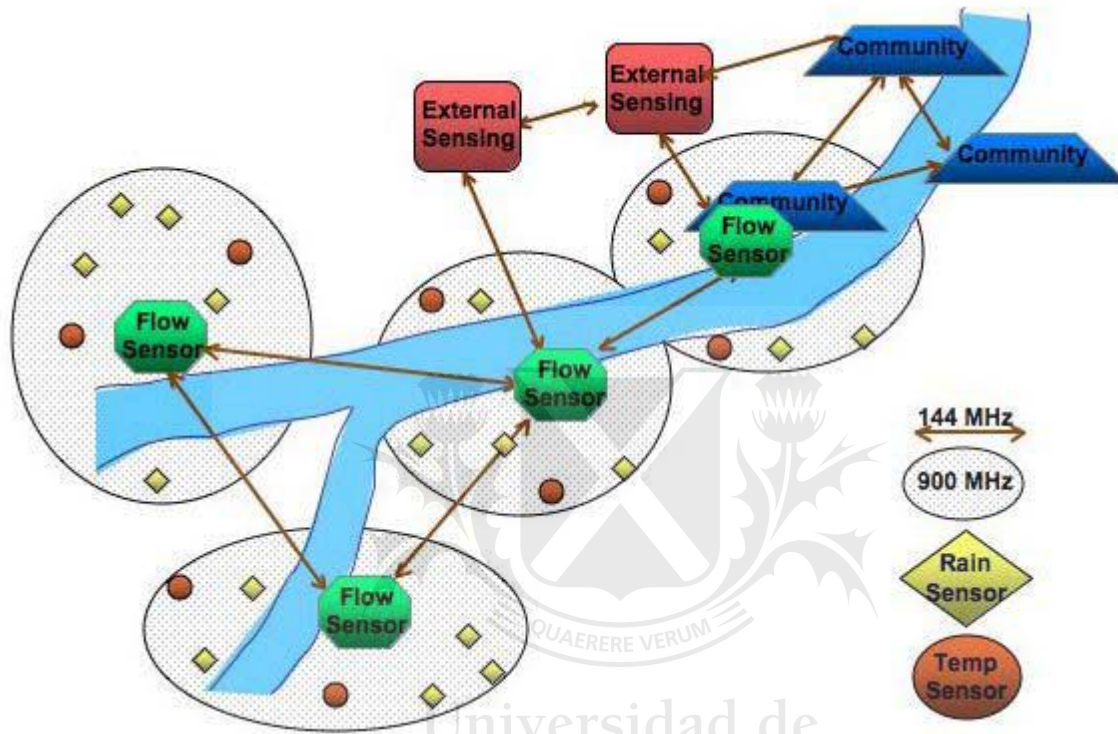 Community
External
Sensing
External
Sensing
Community
Community
Flow
Sensor
Flow
Sensor
Flow
Sensor
144 MHz
900 MHz
Rain
Sensor
Flow
Sensor
QUAERERE VERUM
Temp
Sensor
Universidad de